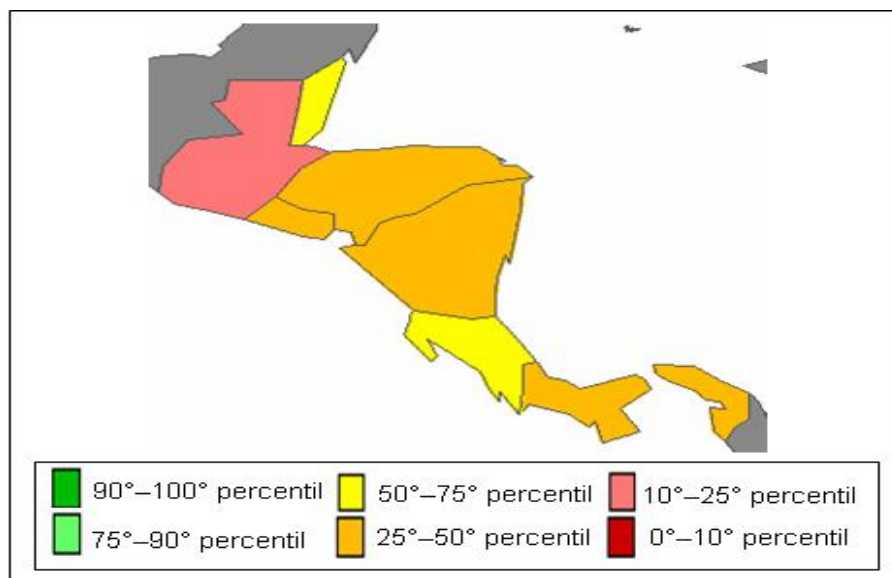 90°–100° percentil
50°–75° percentil
10°–25° percentil
75°–90° percentil
25°–50° percentil
0°–10° percentil